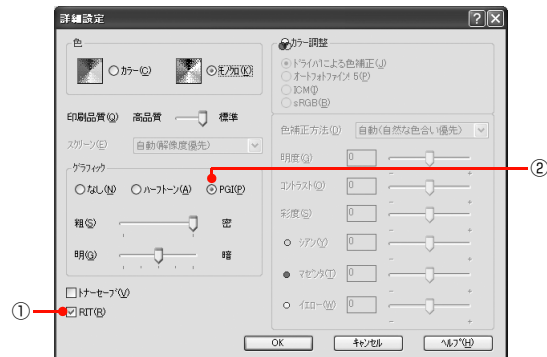 詳細設定
色
カラー(C)
モノクロ(K)
印刷品質(Q) 高品質 標準
スクリーン(E) 自動(解像度優先)
グラフィック
なし(N) ハーフトーン(A) PGI(P)
粗(S) 密
明(G) 暗
トナーセーブ(V)
① RIT(R)
カラー調整
ドライバによる色補正(J)
オートフォトファイン!5(P)
ICM(I)
sRGB(B)
色補正方法(D) 自動(自然な色合い優先)
②
明度(G) 0
- +
コントラスト(O) 0
- +
彩度(S) 0
- +
シアン(Y) 0
- +
マゼンタ(T) 0
- +
イエロー(W) 0
- +
OK キャンセル ヘルプ(H)